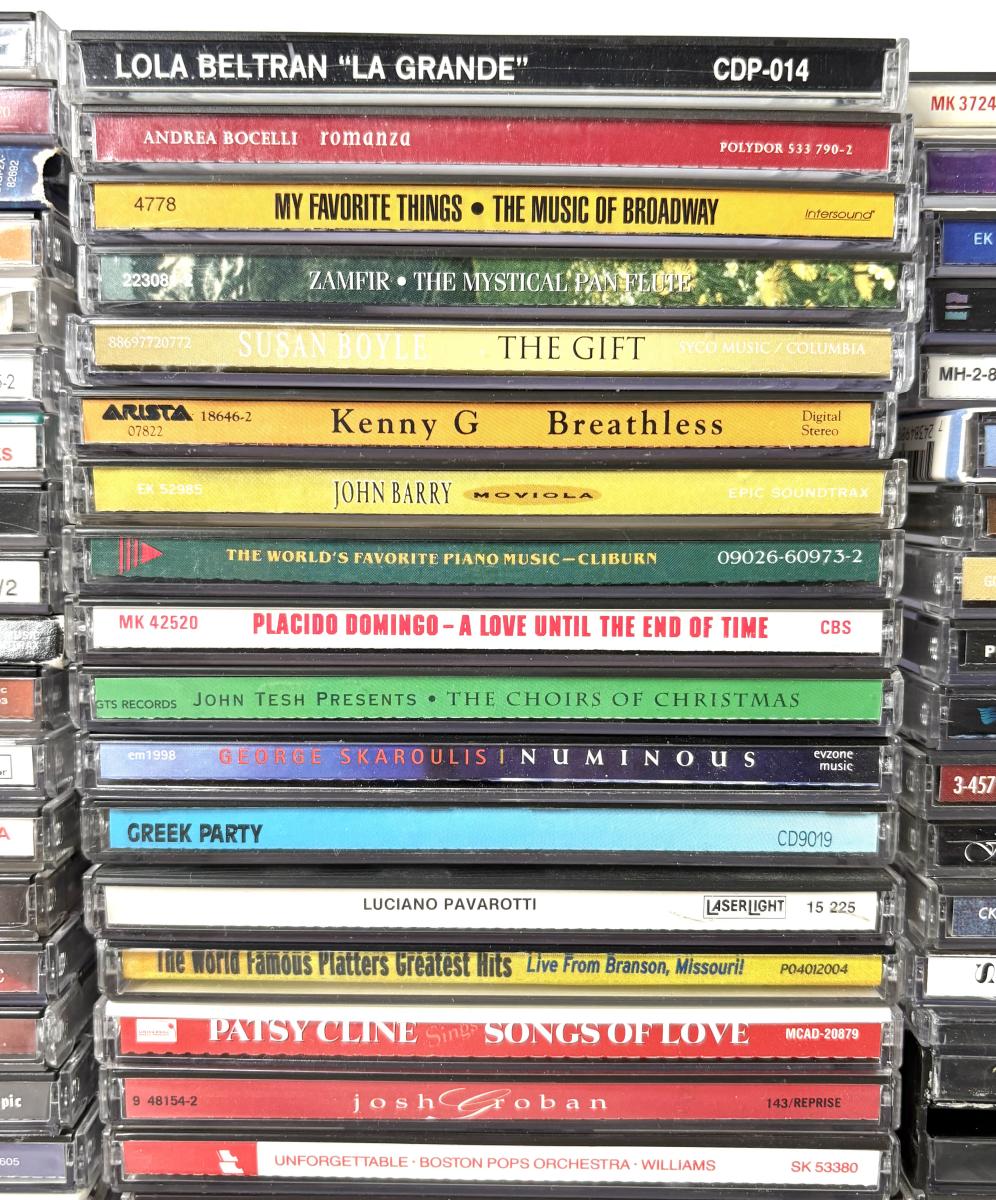 LOLA BELTRAN "LA GRANDE" CDP-014
ANDREA BOCELLI romanza POLYDOR 533 790-2
4778 MY FAVORITE THINGS • THE MUSIC OF BROADWAY Intersound
ZAMFIR • THE MYSTICAL PAN FLUTE
88697720772 SUSAN BOYLE THE GIFT SYCO MUSIC / COLUMBIA
ARISTA 18646-2 Kenny G Breathless Digital
07822 Stereo
EK 52985 JOHN BARRY MOVIOLA EPIC SOUNDTRAX
THE WORLD'S FAVORITE PIANO MUSIC—CLIBURN 09026-60973-2
MK 42520 PLACIDO DOMINGO – A LOVE UNTIL THE END OF TIME CBS
GTS RECORDS JOHN TESH PRESENTS • THE CHOIRS OF CHRISTMAS
em1998 GEORGE SKAROULIS | NUMINOUS evzone
music
GREEK PARTY CD9019
LUCIANO PAVAROTTI LASERLIGHT 15 225
The World Famous Platters Greatest Hits Live From Branson, Missouri! P04012004
PATSY CLINE Sings SONGS OF LOVE MCAD-20879
9 48154-2 josh Groban 143/REPRISE
UNFORGETTABLE · BOSTON POPS ORCHESTRA · WILLIAMS SK 53380
82692
MK 3724
EK
MH-2-8
3-457
CK
pic
605